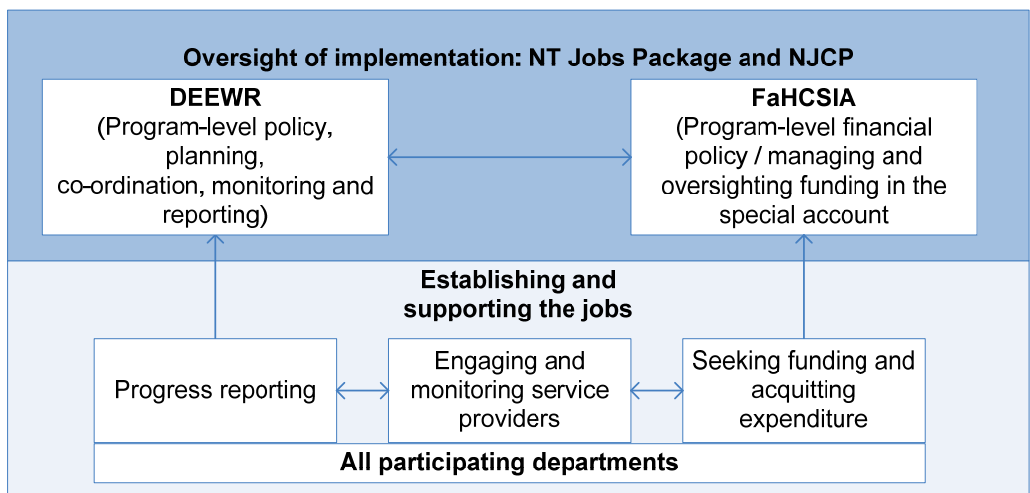 Oversight of implementation: NT Jobs Package and NJCP
DEEWR
(Program-level policy,
planning,
co-ordination, monitoring and
reporting)
FaHCSIA
(Program-level financial
policy / managing and
oversighting funding in the
special account
Establishing and
supporting the jobs
Progress reporting
Engaging and
monitoring service
providers
Seeking funding and
acquitting
expenditure
All participating departments